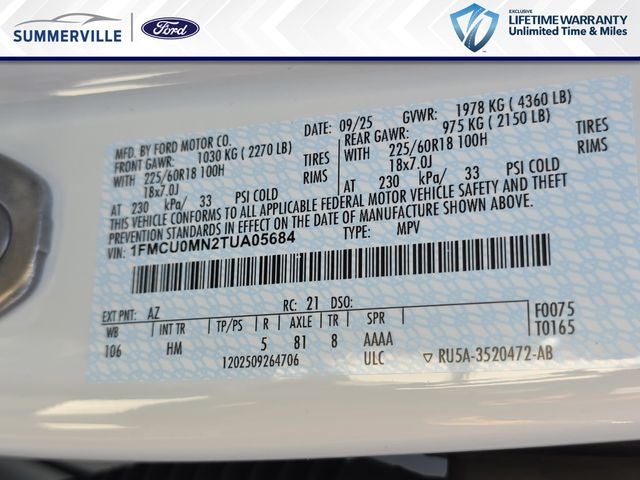 SUMMERVILLE
Ford
EXCLUSIVE
LIFETIME WARRANTY
Unlimited Time & Miles
MFD. BY FORD MOTOR CO. DATE: 09/25 GVWR: 1978 KG ( 4360 LB)
FRONT GAWR: 1030 KG ( 2270 LB) REAR GAWR: 975 KG ( 2150 LB)
WITH 225/60R18 100H TIRES WITH 225/60R18 100H TIRES
18x7.0J RIMS 18x7.0J RIMS
AT 230 kPa/ 33 PSI COLD AT 230 kPa/ 33 PSI COLD
THIS VEHICLE CONFORMS TO ALL APPLICABLE FEDERAL MOTOR VEHICLE SAFETY AND THEFT
PREVENTION STANDARDS IN EFFECT ON THE DATE OF MANUFACTURE SHOWN ABOVE.
VIN: 1FMCU0MN2TUA05684 TYPE: MPV
EXT PNT: AZ RC: 21 DSO: F0075
WB INT TR TP/PS R AXLE TR SPR T0165
106 HM 5 81 8 AAAA
1202509264706 ULC ▽ RU5A-3520472-AB